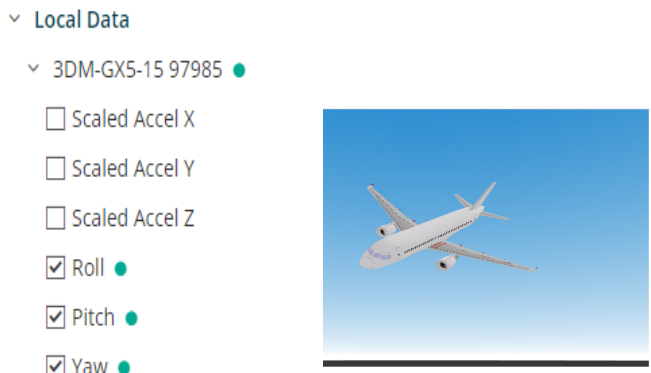 Local Data
3DM-GX5-15 97985
Scaled Accel X
Scaled Accel Y
Scaled Accel Z
Roll
Pitch
Yaw